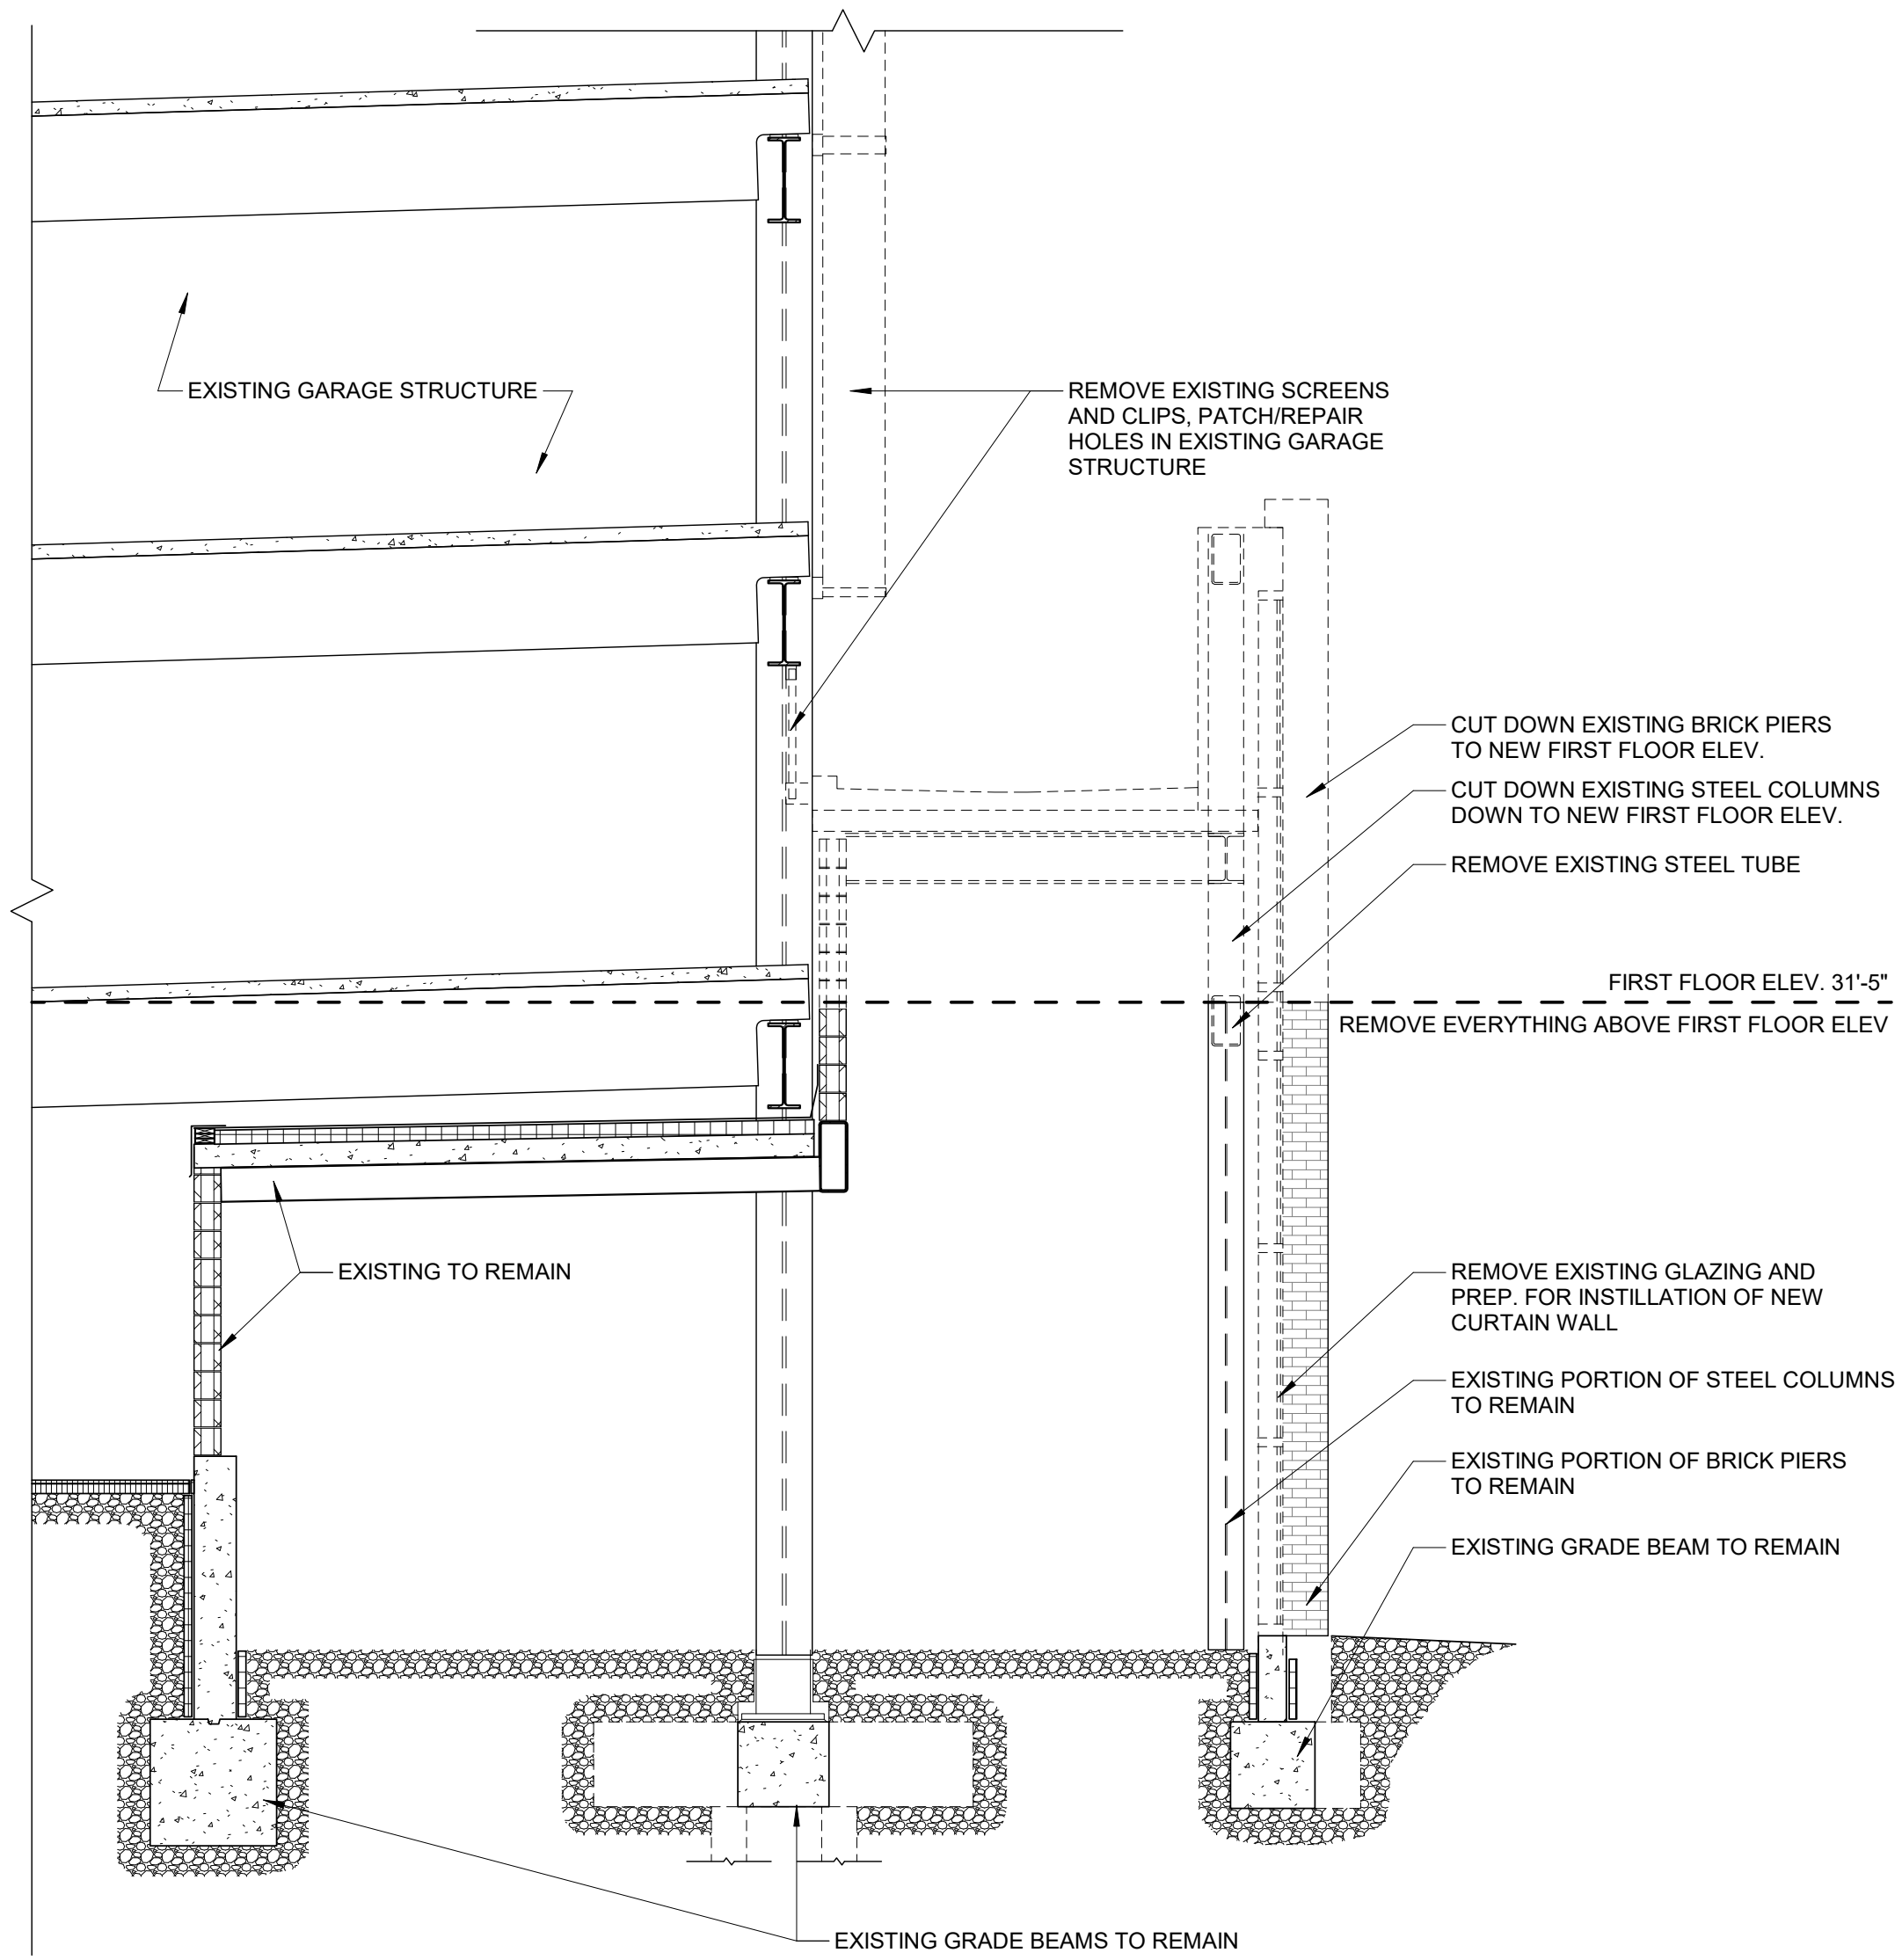 EXISTING GARAGE STRUCTURE
REMOVE EXISTING SCREENS
AND CLIPS, PATCH/REPAIR
HOLES IN EXISTING GARAGE
STRUCTURE
CUT DOWN EXISTING BRICK PIERS
TO NEW FIRST FLOOR ELEV.
CUT DOWN EXISTING STEEL COLUMNS
DOWN TO NEW FIRST FLOOR ELEV.
REMOVE EXISTING STEEL TUBE
FIRST FLOOR ELEV. 31'-5"
REMOVE EVERYTHING ABOVE FIRST FLOOR ELEV
EXISTING TO REMAIN
REMOVE EXISTING GLAZING AND
PREP. FOR INSTILLATION OF NEW
CURTAIN WALL
EXISTING PORTION OF STEEL COLUMNS
TO REMAIN
EXISTING PORTION OF BRICK PIERS
TO REMAIN
EXISTING GRADE BEAM TO REMAIN
EXISTING GRADE BEAMS TO REMAIN